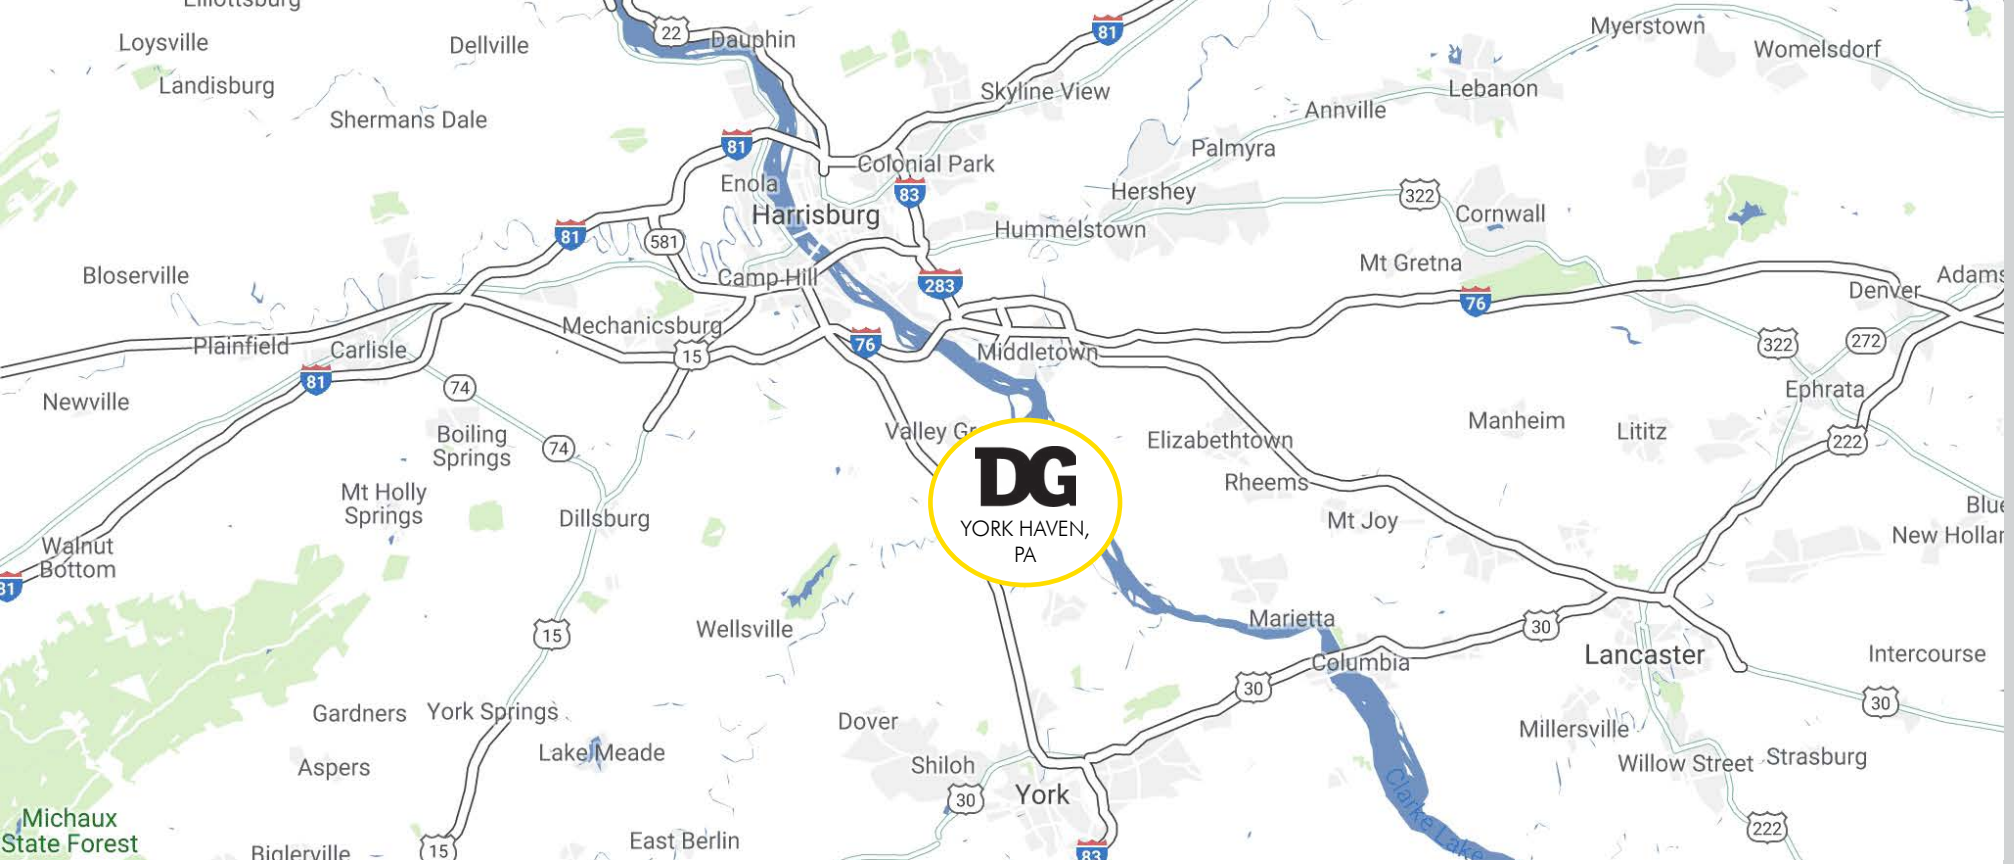 Elliottsburg
Loysville
Dellville
22
Dauphin
81
Myerstown
Womelsdorf
Landisburg
Skyline View
Lebanon
Shermans Dale
Annville
81
Colonial Park
Palmyra
Enola
83
Hershey
322
Harrisburg
Cornwall
81
581
Hummelstown
Bloserville
Camp Hill
283
Mt Gretna
76
Denver
Adams
Mechanicsburg
Plainfield
Carlisle
15
76
Middletown
322
272
81
74
Newville
Ephrata
Boiling
Springs
74
Valley Gr
Elizabethtown
Manheim
Lititz
222
DG
YORK HAVEN,
PA
Mt Holly
Springs
Dillsburg
Rheems
Mt Joy
Blue
New Hollan
Walnut
Bottom
81
15
Wellsville
Marietta
30
Columbia
Lancaster
Intercourse
30
30
Gardners
York Springs
Dover
Millersville
Lake Meade
Aspers
Shiloh
Willow Street
Strasburg
30
York
Clarke Lake
Michaux
State Forest
222
East Berlin
Biglerville
15
83